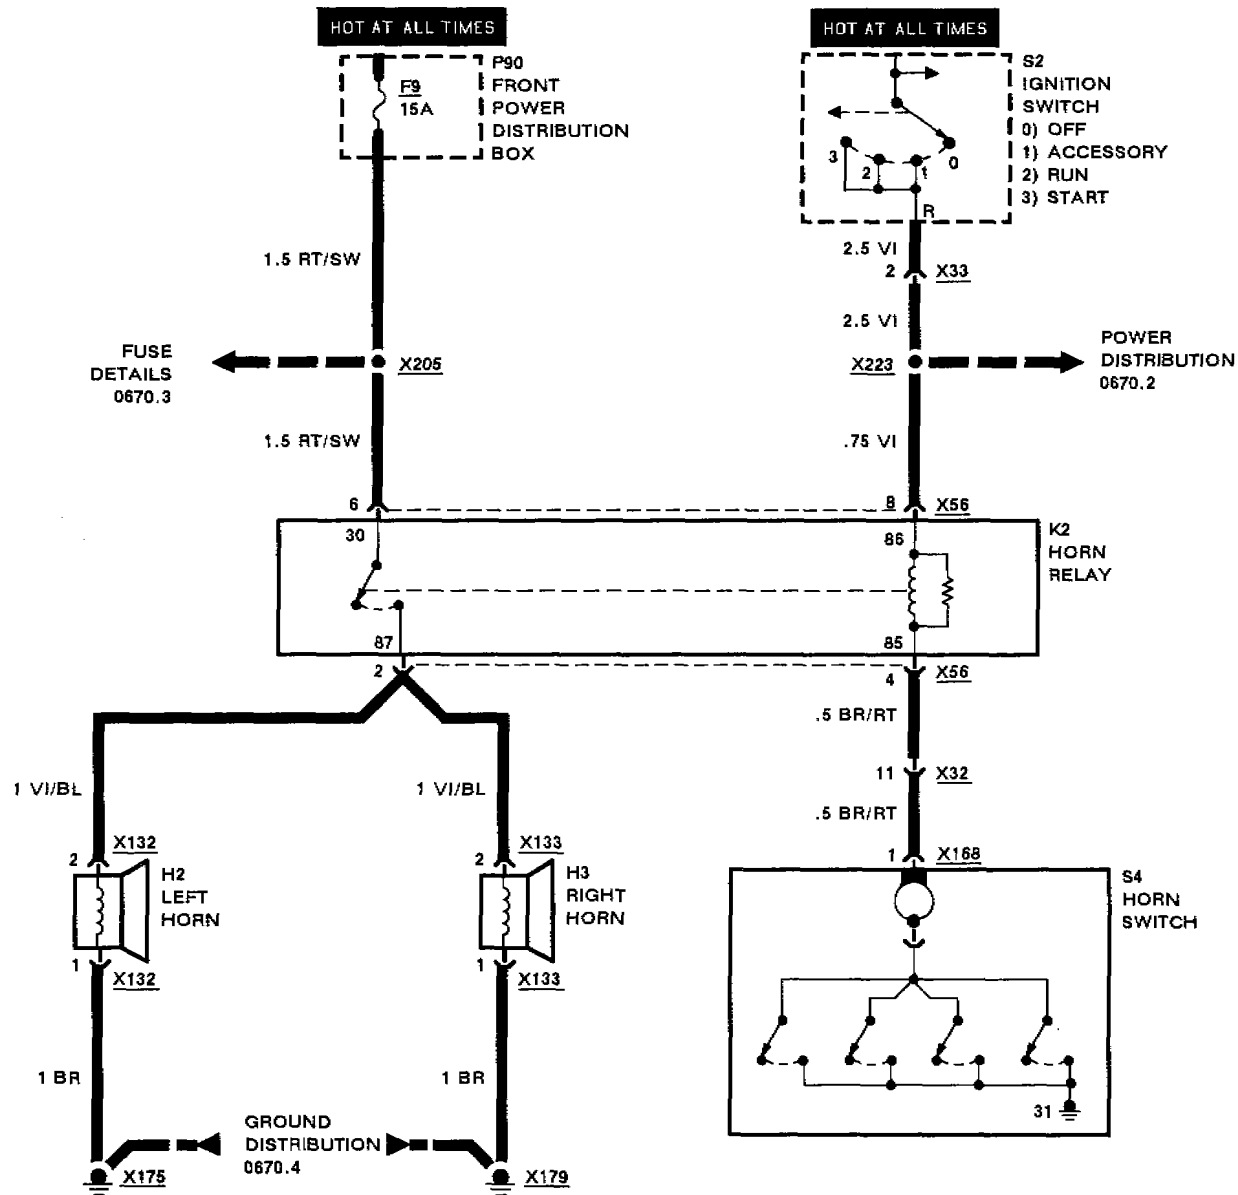 HOT AT ALL TIMES
HOT AT ALL TIMES
P90
FRONT
POWER
DISTRIBUTION
BOX
F9
15A
S2
IGNITION
SWITCH
0) OFF
1) ACCESSORY
2) RUN
3) START
3
2
1
0
R
1.5 RT/SW
2.5 VI
2
X33
2.5 VI
FUSE
DETAILS
0670.3
X205
X223
POWER
DISTRIBUTION
0670.2
1.5 RT/SW
.75 VI
6
8
X56
30
86
K2
HORN
RELAY
87
85
2
4
X56
.5 BR/RT
11
X32
1 VI/BL
1 VI/BL
.5 BR/RT
X132
2
X133
2
1
X168
H2
LEFT
HORN
H3
RIGHT
HORN
S4
HORN
SWITCH
1
X132
1
X133
1 BR
1 BR
31
GROUND
DISTRIBUTION
0670.4
X175
X179